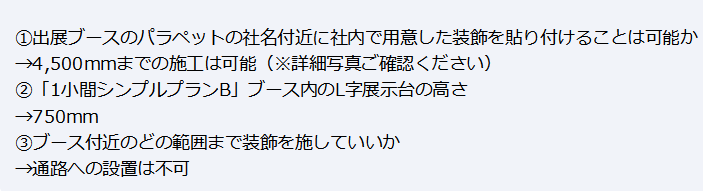 ①出展ブースのパラペットの社名付近に社内で用意した装飾を貼り付けることは可能か
→4,500mmまでの施工は可能（※詳細写真ご確認ください）
②「1小間シンプルプランB」ブース内のL字展示台の高さ
→750mm
③ブース付近のどの範囲まで装飾を施していいか
→通路への設置は不可